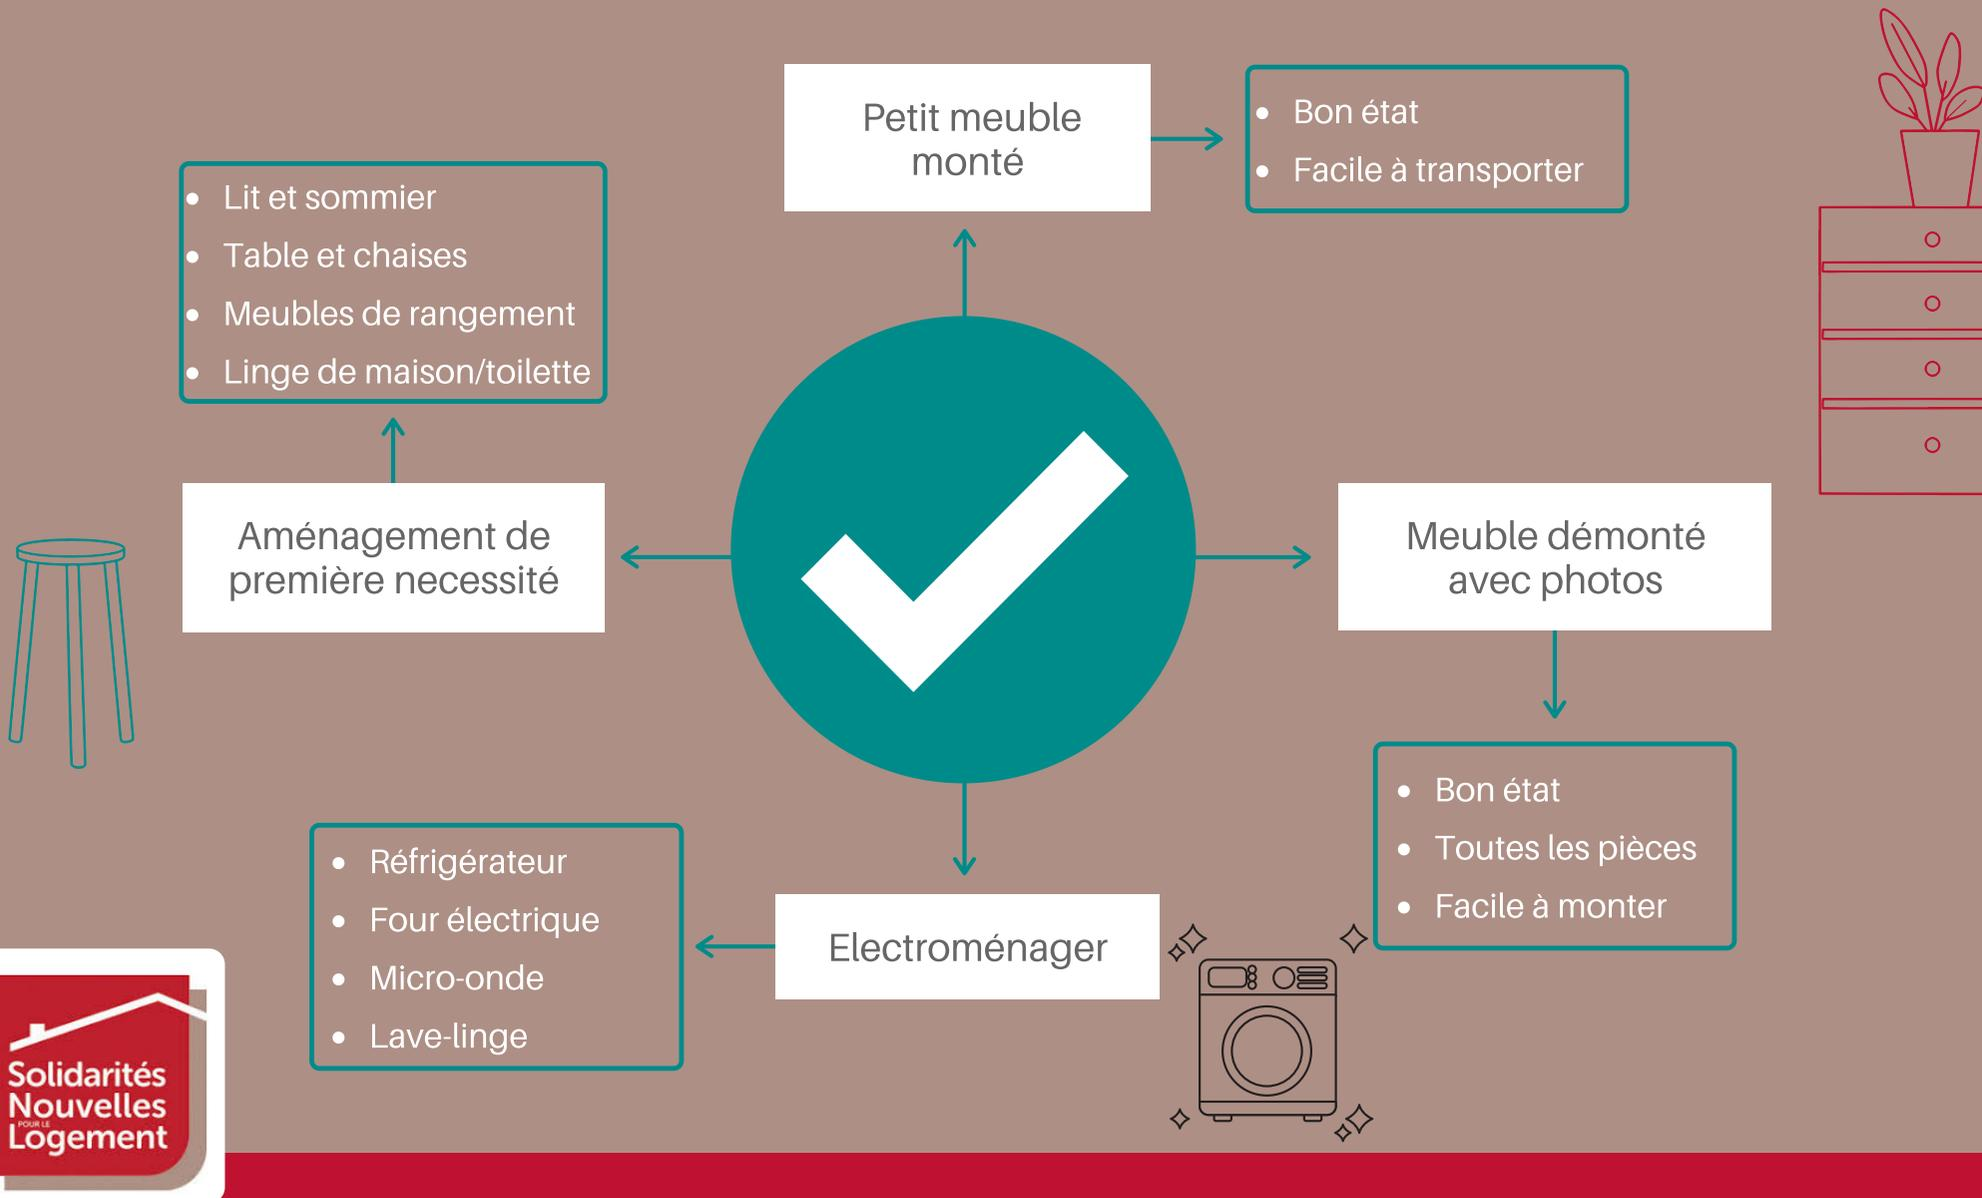 Petit meuble
monté
• Bon état
• Facile à transporter
• Lit et sommier
• Table et chaises
• Meubles de rangement
• Linge de maison/toilette
Aménagement de
première necessité
Meuble démonté
avec photos
• Bon état
• Toutes les pièces
• Facile à monter
• Réfrigérateur
• Four électrique
• Micro-onde
• Lave-linge
Electroménager
Solidarités
Nouvelles
POUR LE
Logement